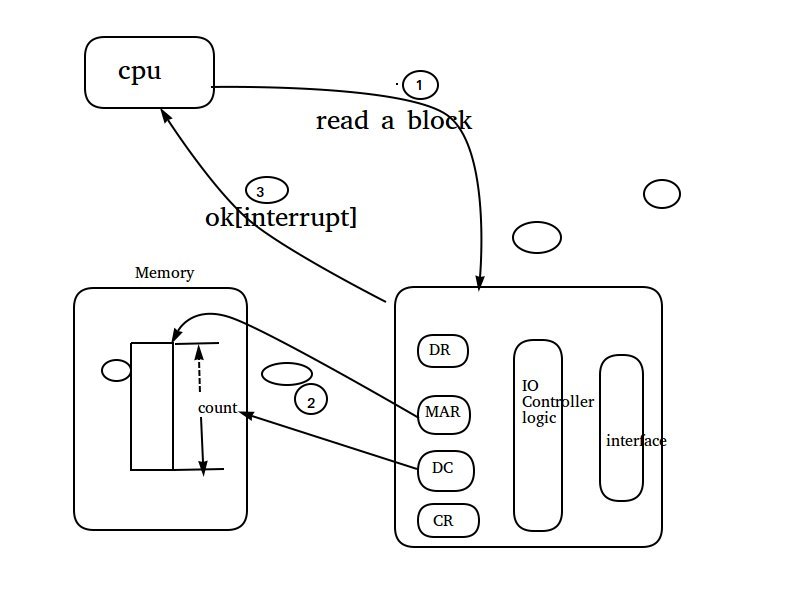 cpu
1
read a block
3
ok[interrupt]
Memory
DR
IO
Controller
logic
MAR
count
2
interface
DC
CR